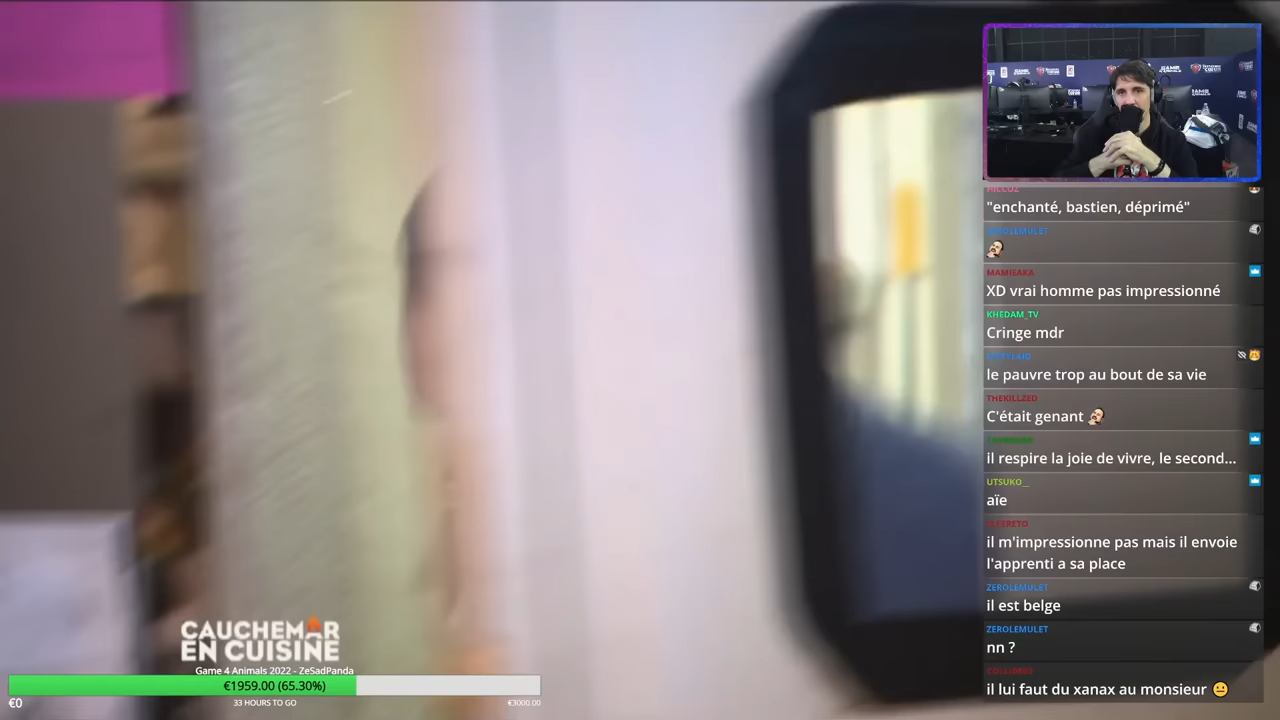 "enchanté, bastien, déprimé"
ZEROLEMULET
MAMIEAKA
XD vrai homme pas impressionné
KHEDAM_TV
Cringe mdr
le pauvre trop au bout de sa vie
THEKILLZED
C'était genant
il respire la joie de vivre, le second...
UTSUKO__
aïe
il m'impressionne pas mais il envoie
l'apprenti a sa place
ZEROLEMULET
il est belge
ZEROLEMULET
nn ?
il lui faut du xanax au monsieur
CAUCHEMAR
EN CUISINE
Game 4 Animals 2022 - ZeSadPanda
€1959.00 (65.30%)
€0
33 HOURS TO GO
€3000.00